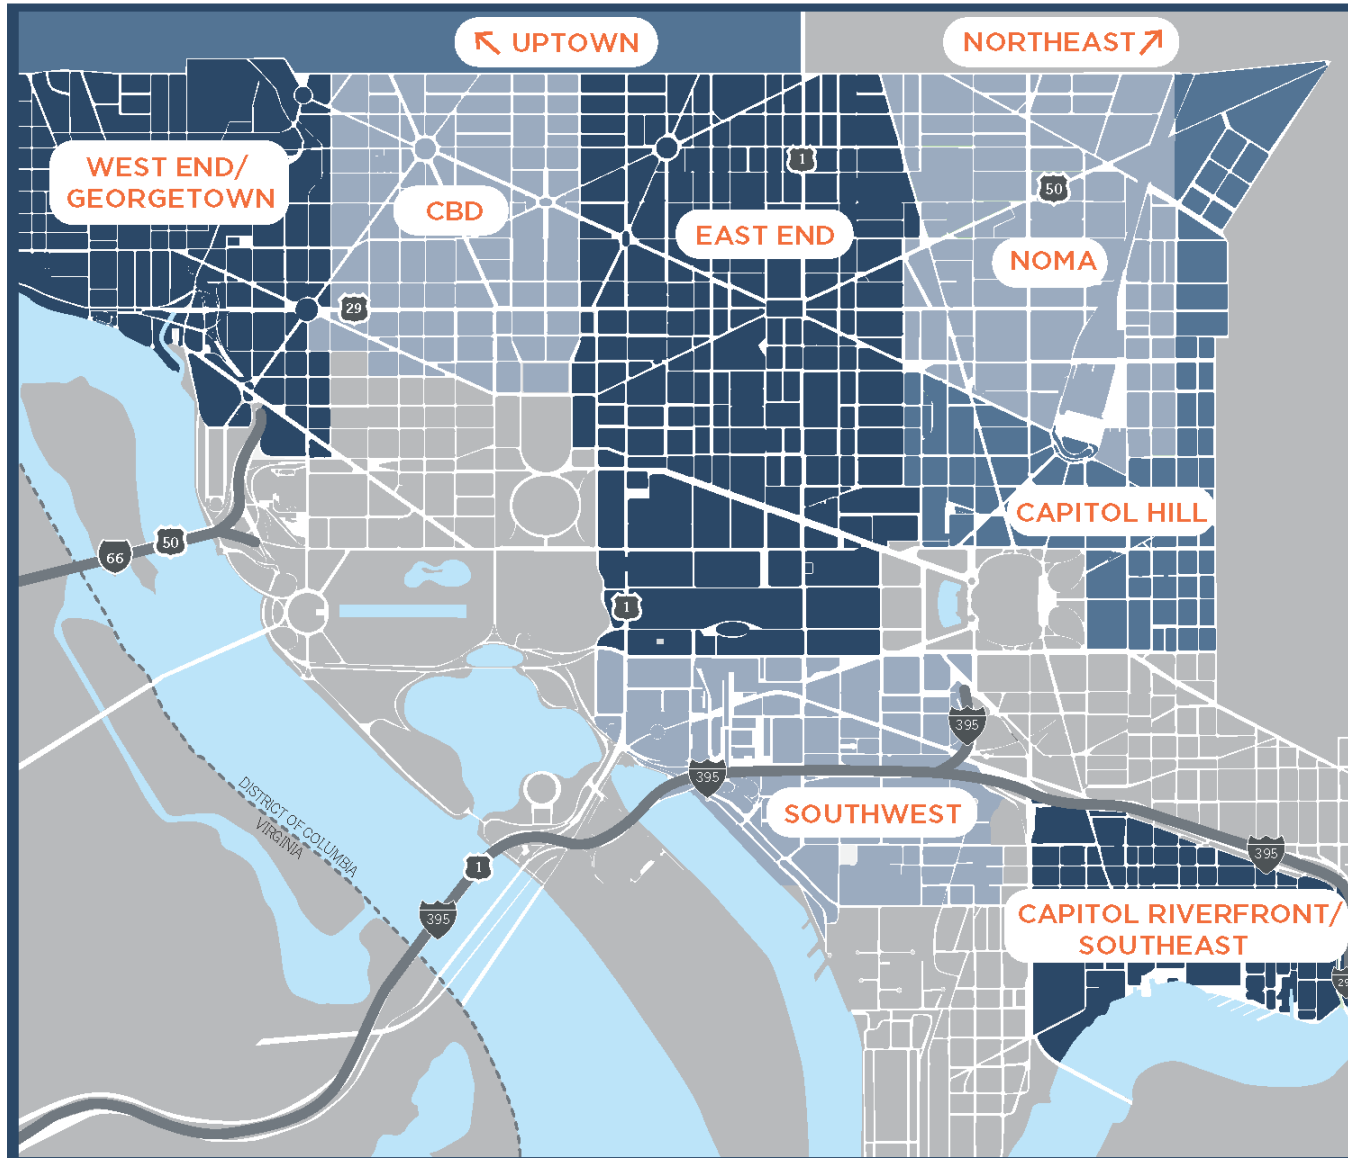 UPTOWN
NORTHEAST
WEST END/
GEORGETOWN
1
50
CBD
EAST END
NOMA
29
CAPITOL HILL
50
66
1
395
395
SOUTHWEST
DISTRICT OF COLUMBIA
VIRGINIA
1
395
395
CAPITOL RIVERFRONT/
SOUTHEAST
29